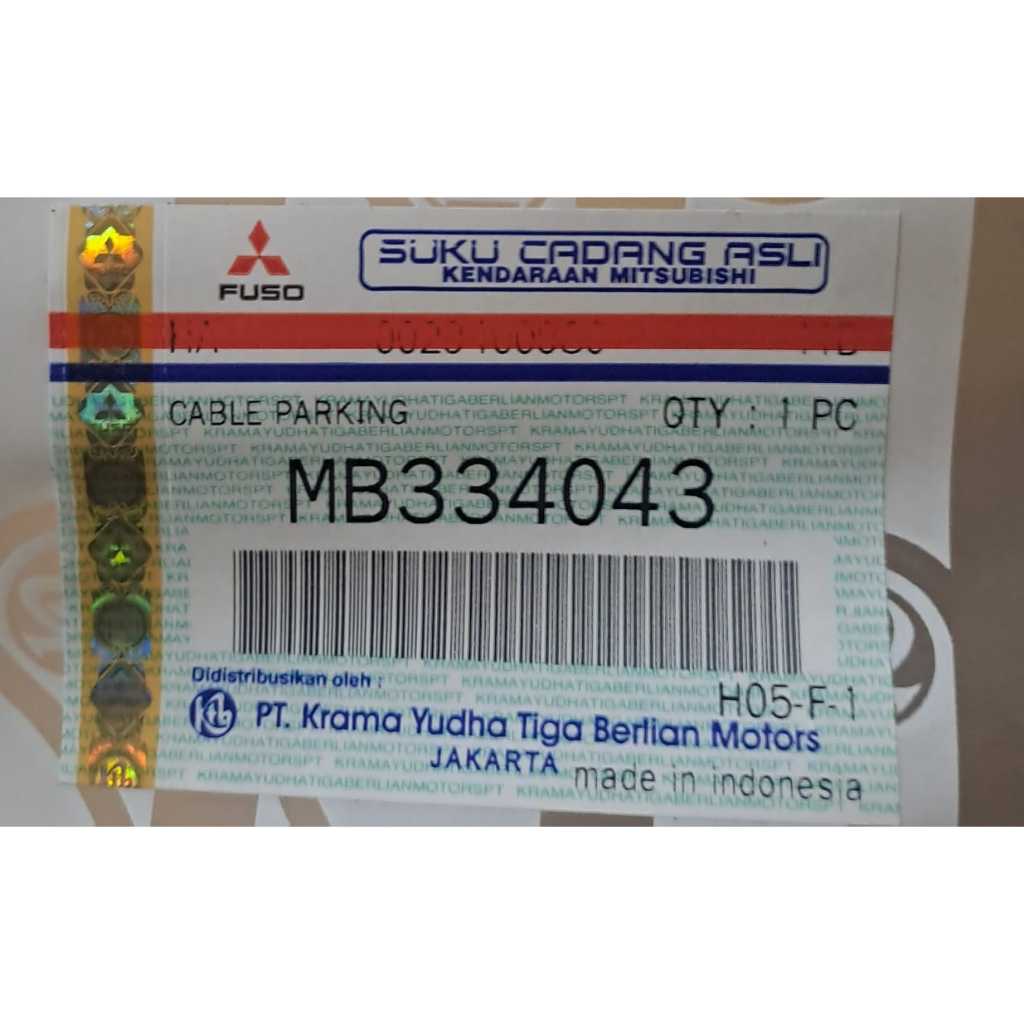 FUSO
SUKU CADANG ASLI
KENDARAAN MITSUBISHI
CABLE PARKING QTY : 1 PC
MB334043
Didistribusikan oleh :
H05-F-1
PT. Krama Yudha Tiga Berlian Motors
JAKARTA
made in indonesia